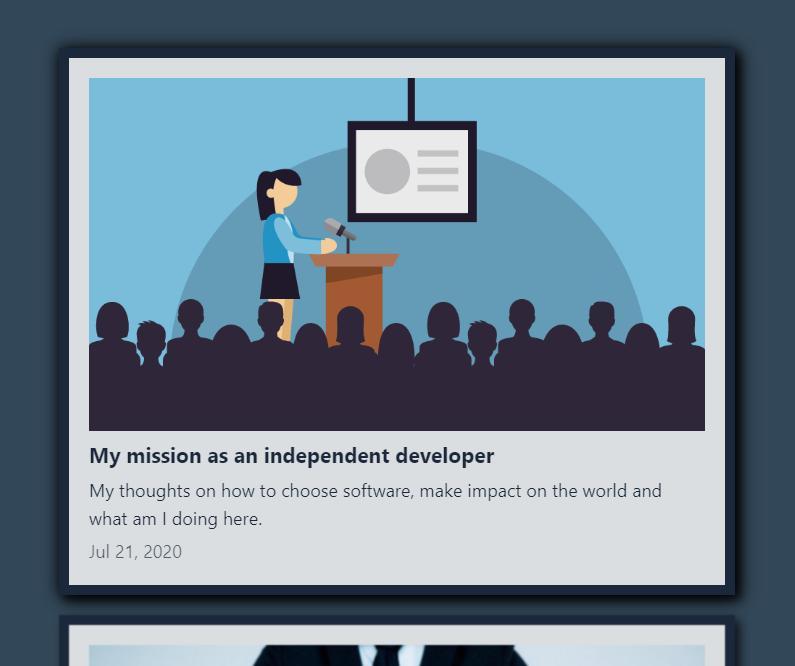 My mission as an independent developer
My thoughts on how to choose software, make impact on the world and
what am I doing here.
Jul 21, 2020